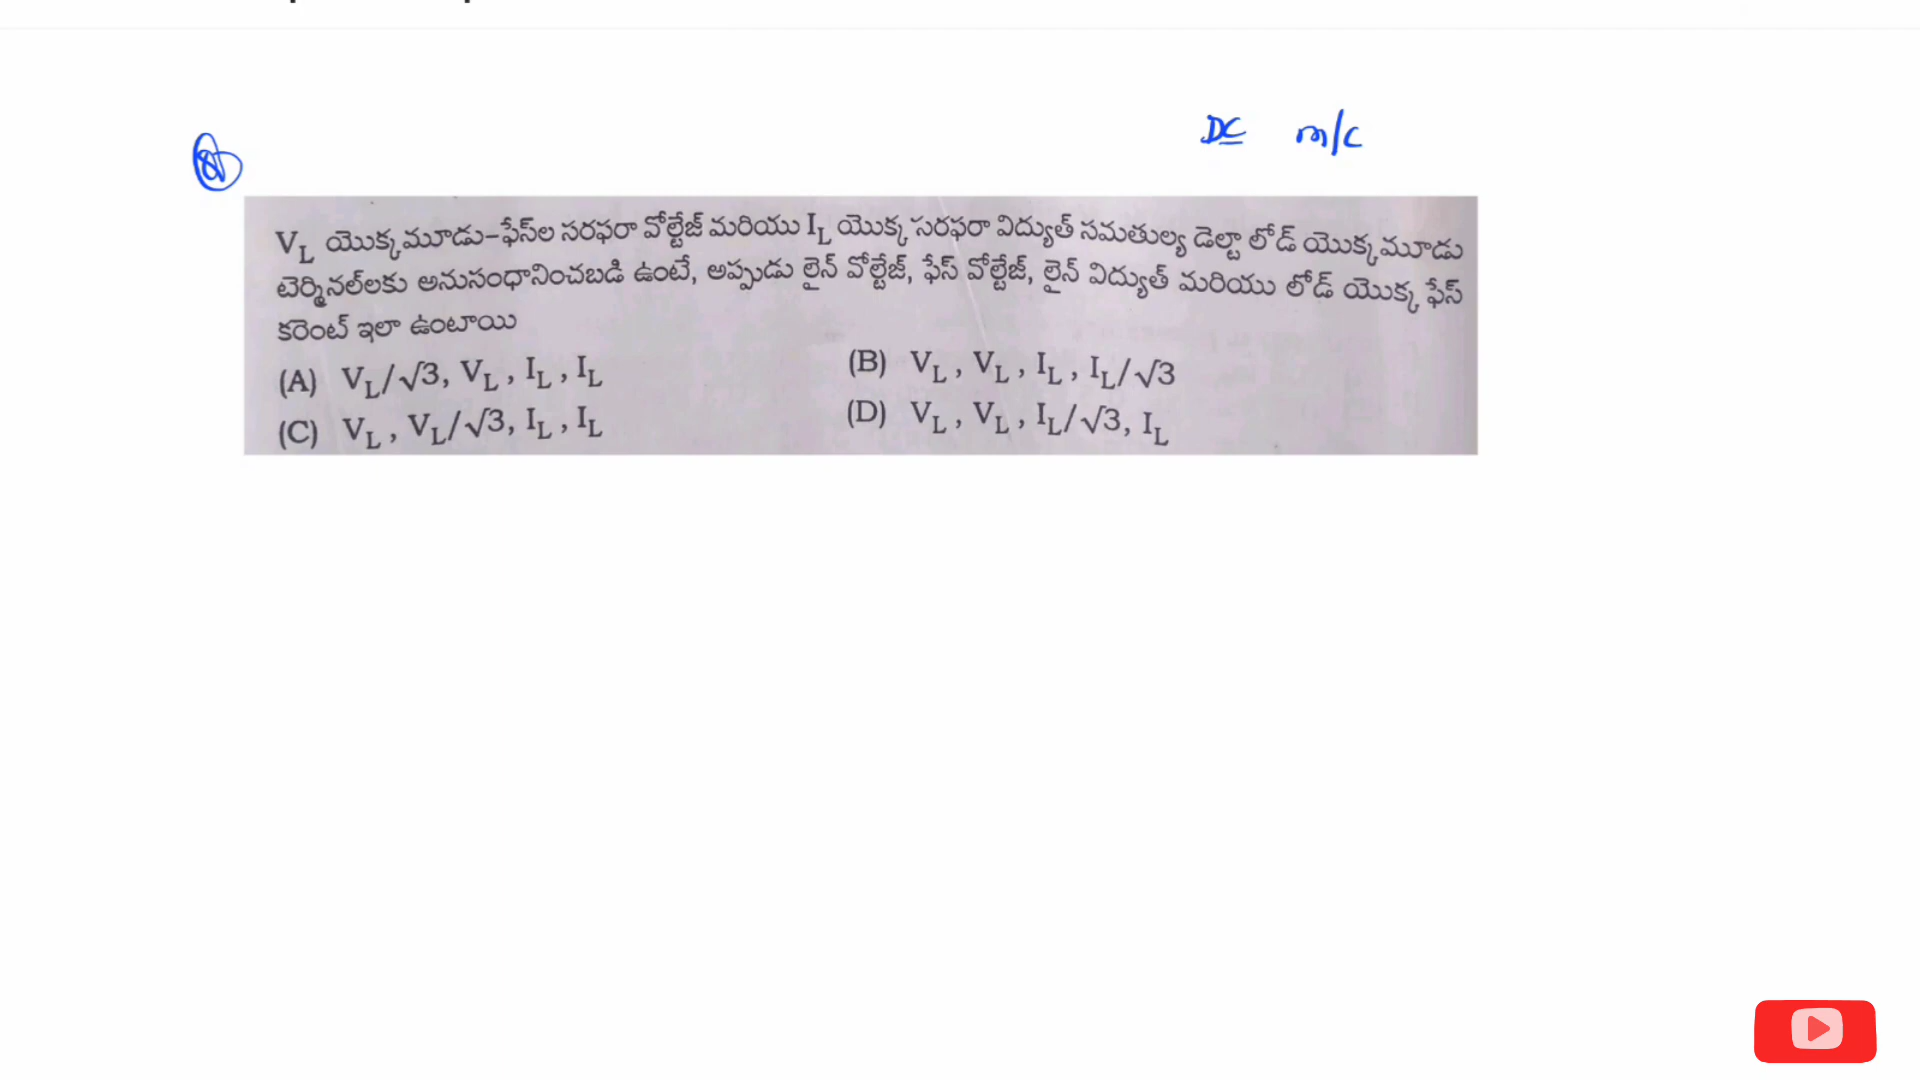 DC m/c
V_L యొక్క మూడు-ఫేస్‌ల సరఫరా వోల్టేజ్ మరియు I_L యొక్క సరఫరా విద్యుత్ సమతుల్య డెల్టా లోడ్ యొక్క మూడు
టెర్మినల్‌లకు అనుసంధానించబడి ఉంటే, అప్పుడు లైన్ వోల్టేజ్, ఫేస్ వోల్టేజ్, లైన్ విద్యుత్ మరియు లోడ్ యొక్క ఫేస్
కరెంట్ ఇలా ఉంటాయి
(A) V_L/√3, V_L, I_L, I_L (B) V_L, V_L, I_L, I_L/√3
(C) V_L, V_L/√3, I_L, I_L (D) V_L, V_L, I_L/√3, I_L